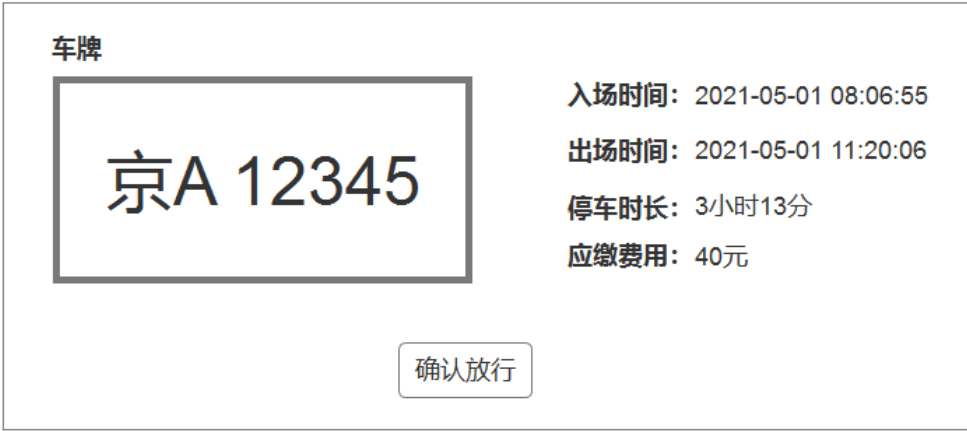 车牌
京A 12345
入场时间：2021-05-01 08:06:55
出场时间：2021-05-01 11:20:06
停车时长：3小时13分
应缴费用：40元
确认放行